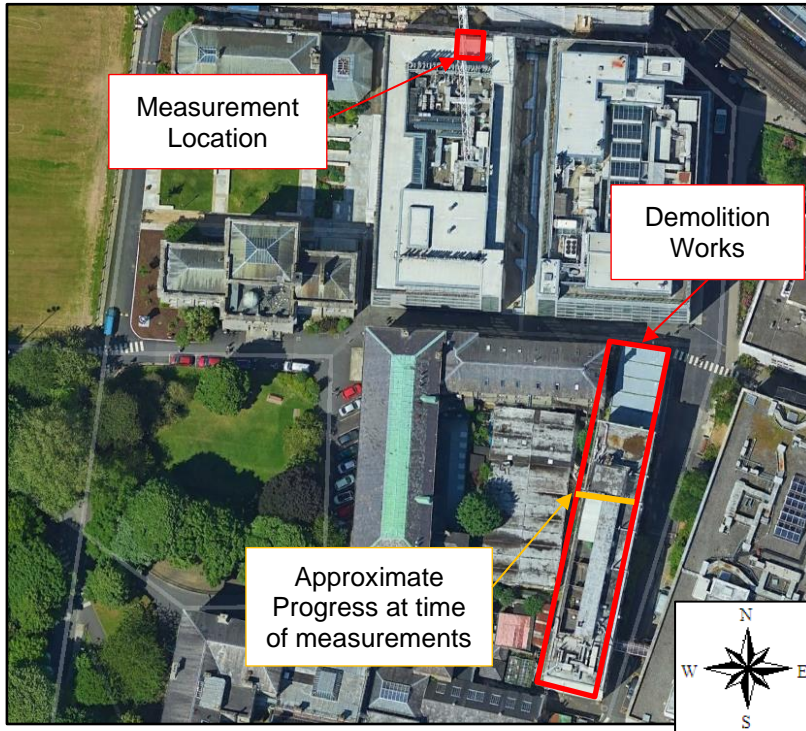 Measurement
Location
Demolition
Works
Approximate
Progress at time
of measurements
N
W
E
S